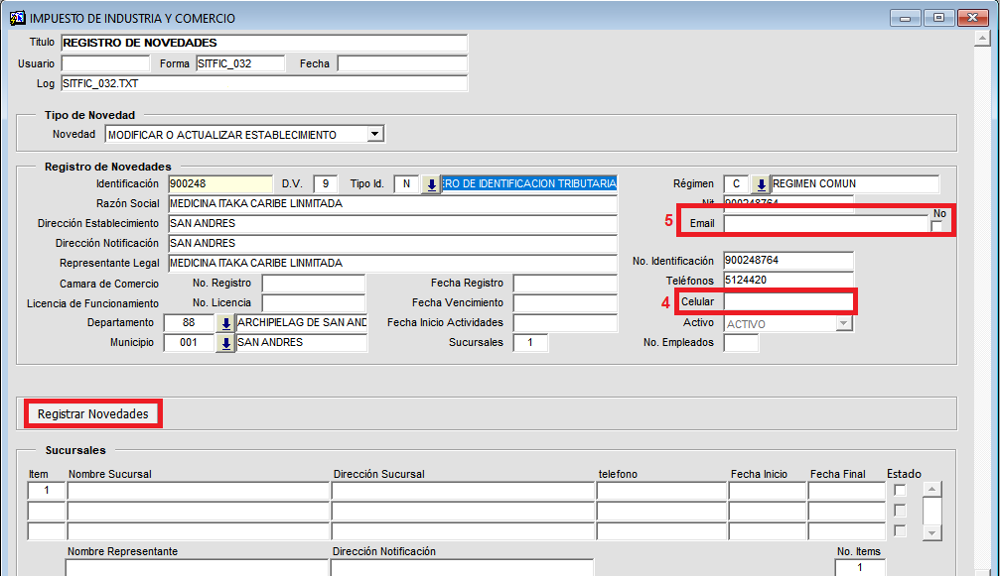 IMPUESTO DE INDUSTRIA Y COMERCIO
Titulo REGISTRO DE NOVEDADES
Usuario Forma SITFIC_032 Fecha
Log SITFIC_032.TXT
Tipo de Novedad
Novedad MODIFICAR O ACTUALIZAR ESTABLECIMIENTO
Registro de Novedades
Identificación 900248 D.V. 9 Tipo Id. N ERO DE IDENTIFICACION TRIBUTARIA Régimen C REGIMEN COMUN
Razón Social MEDICINA ITAKA CARIBE LINMITADA Nit 900248764
Dirección Establecimiento SAN ANDRES 5 Email No
Dirección Notificación SAN ANDRES
Representante Legal MEDICINA ITAKA CARIBE LINMITADA No. Identificación 900248764
Camara de Comercio No. Registro Fecha Registro Teléfonos 5124420
Licencia de Funcionamiento No. Licencia Fecha Vencimiento 4 Celular
Departamento 88 ARCHIPIELAG DE SAN AND Fecha Inicio Actividades Activo ACTIVO
Municipio 001 SAN ANDRES Sucursales 1 No. Empleados
Registrar Novedades
Sucursales
Item Nombre Sucursal Dirección Sucursal telefono Fecha Inicio Fecha Final Estado
1
Nombre Representante Dirección Notificación No. Items
1